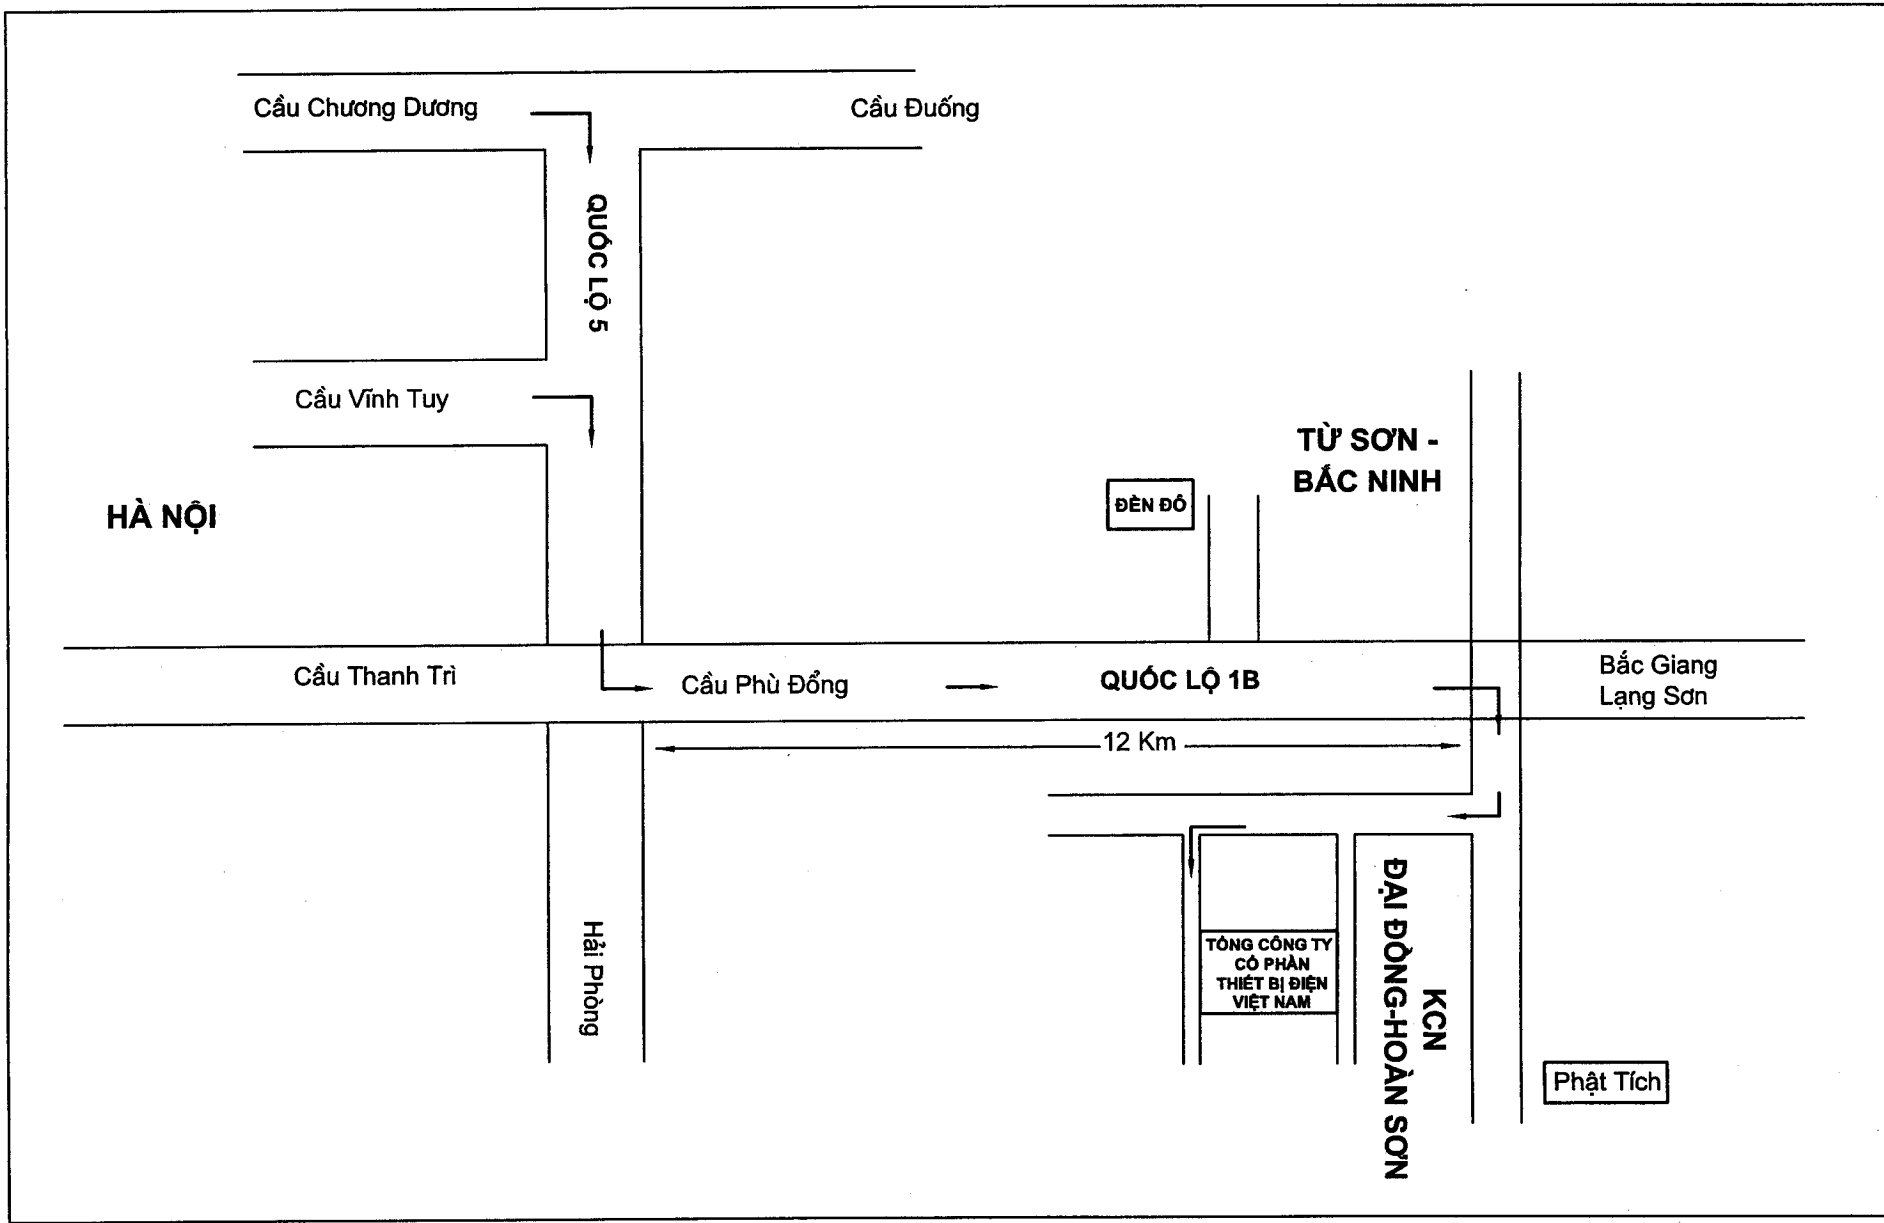 Cầu Chương Dương
Cầu Đuống
QUỐC LỘ 5
Cầu Vĩnh Tuy
TỪ SƠN -
BẮC NINH
ĐÈN ĐÔ
HÀ NỘI
Cầu Thanh Trì
Cầu Phù Đổng
QUỐC LỘ 1B
Bắc Giang
Lạng Sơn
12 Km
Hải Phòng
TỔNG CÔNG TY
CỔ PHẦN
THIẾT BỊ ĐIỆN
VIỆT NAM
KCN
ĐẠI ĐỒNG-HOÀN SƠN
Phật Tích